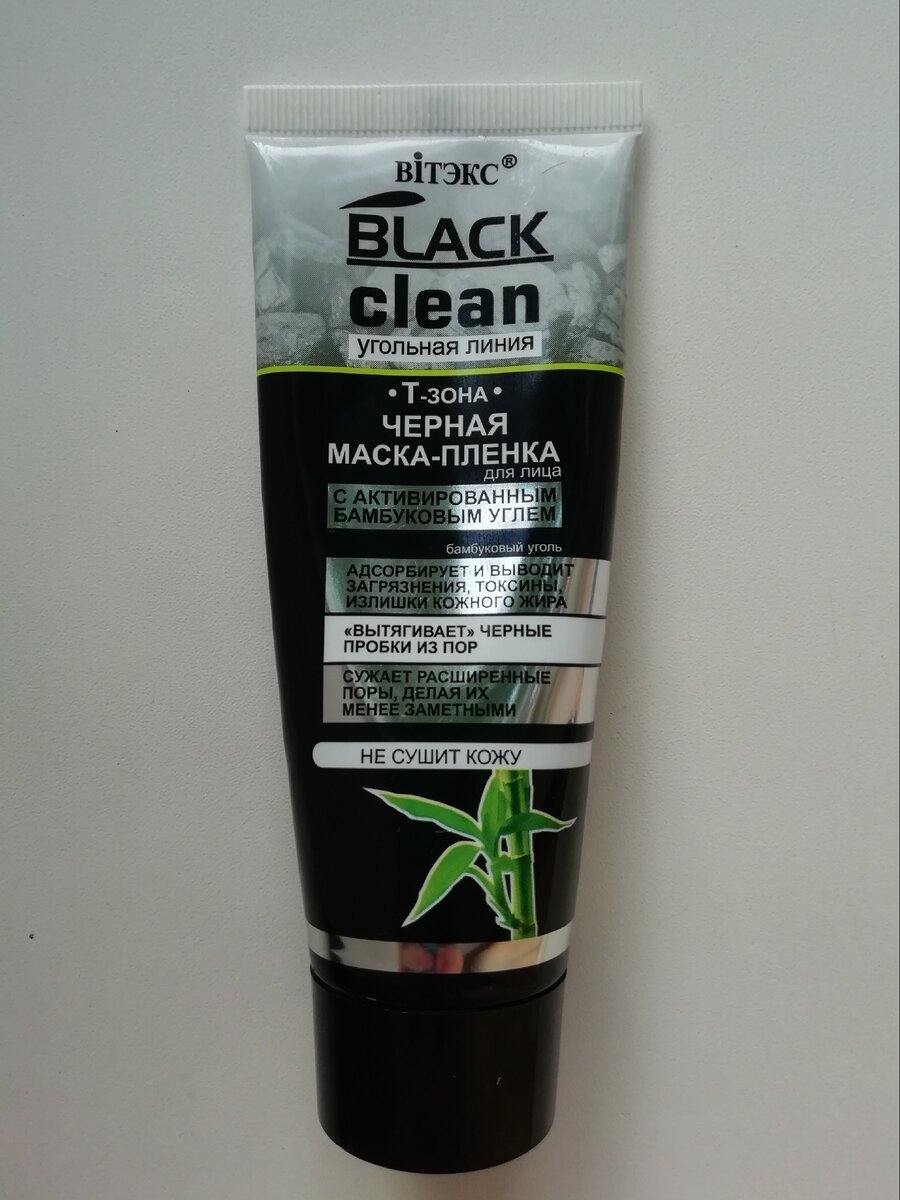 ВІТЭКС®
BLACK
clean
угольная линия
• Т-ЗОНА •
ЧЕРНАЯ
МАСКА-ПЛЕНКА
для лица
С АКТИВИРОВАННЫМ
БАМБУКОВЫМ УГЛЕМ
бамбуковый уголь
АДСОРБИРУЕТ И ВЫВОДИТ
ЗАГРЯЗНЕНИЯ, ТОКСИНЫ,
ИЗЛИШКИ КОЖНОГО ЖИРА
«ВЫТЯГИВАЕТ» ЧЕРНЫЕ
ПРОБКИ ИЗ ПОР
СУЖАЕТ РАСШИРЕННЫЕ
ПОРЫ, ДЕЛАЯ ИХ
МЕНЕЕ ЗАМЕТНЫМИ
НЕ СУШИТ КОЖУ